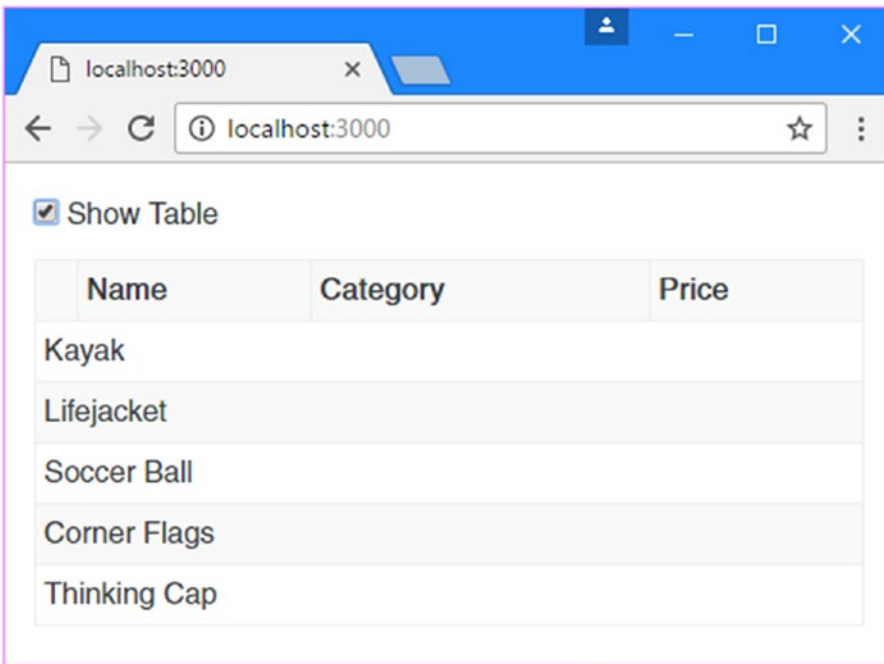 localhost:3000
localhost:3000
Show Table
Name Category Price
Kayak
Lifejacket
Soccer Ball
Corner Flags
Thinking Cap